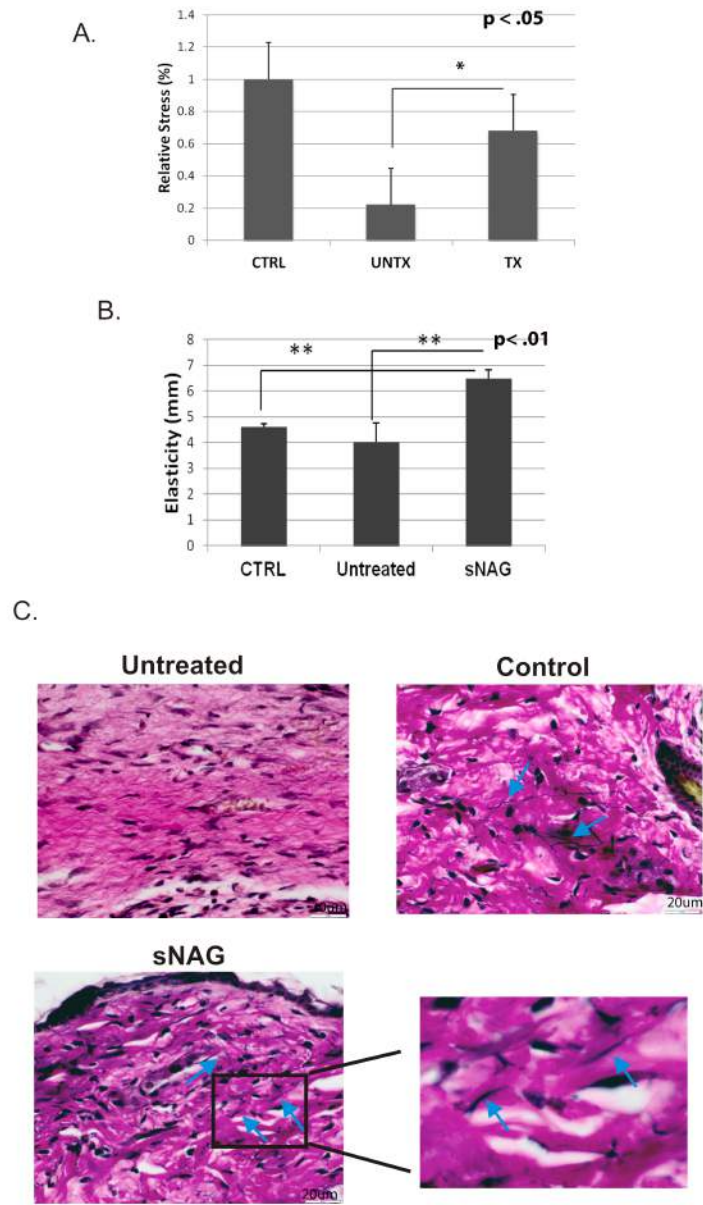 A.
p < .05
1.4
1.2
1
0.8
0.6
0.4
0.2
0
Relative Stress (%)
*
CTRL UNTX TX
B.
p< .01
8
7
6
5
4
3
2
1
0
Elasticity (mm)
** **
CTRL Untreated sNAG
C.
Untreated Control
20um
sNAG
20um